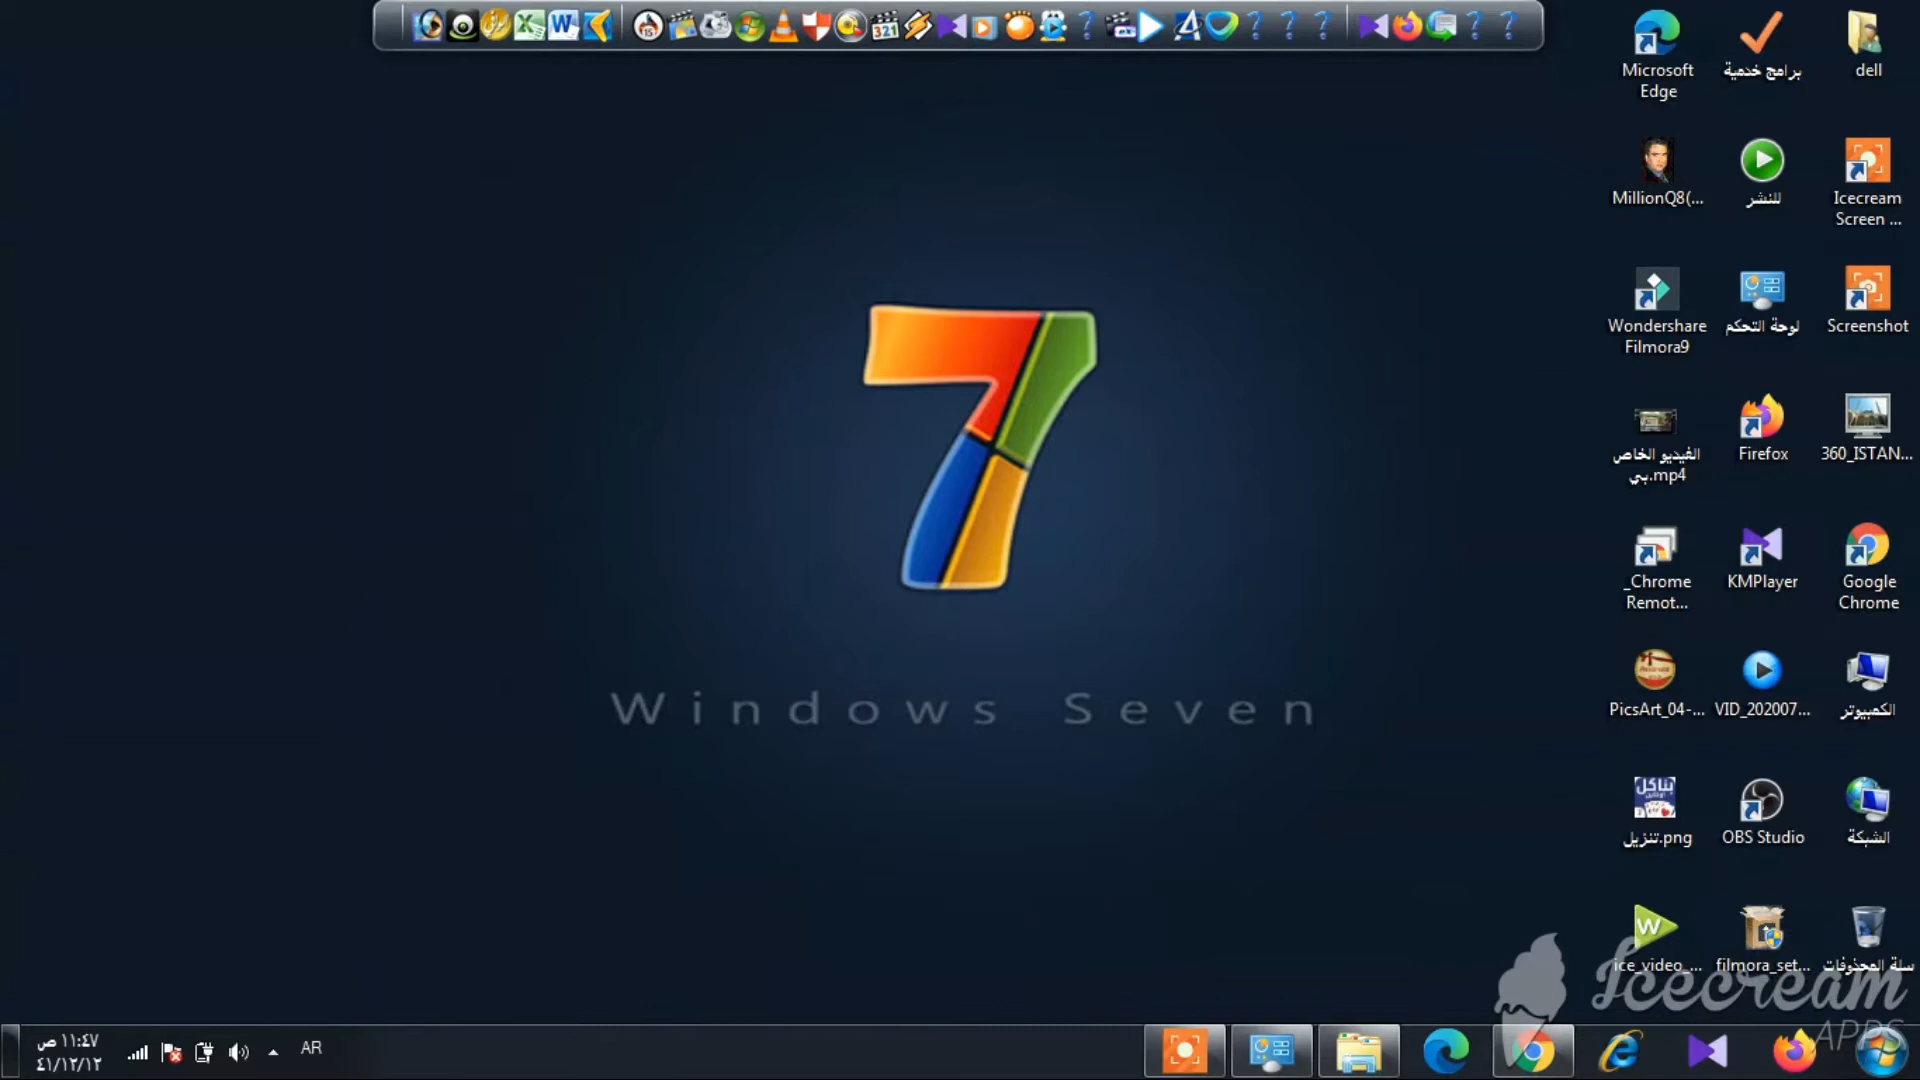 Microsoft
Edge
برامج خدمية
dell
MillionQ8(...
للنشر
Icecream
Screen ...
Wondershare
Filmora9
لوحة التحكم
Screenshot
الفيديو الخاص
بي.mp4
Firefox
360_ISTAN...
_Chrome
Remot...
KMPlayer
Google
Chrome
PicsArt_04-...
VID_202007...
الكمبيوتر
بناكل
تنزيل.png
OBS Studio
الشبكة
ice_video_...
filmora_set...
سلة المحذوفات
Windows Seven
Icecream
APPS
١١:٤٧ ص
٤١/١٢/١٢
AR